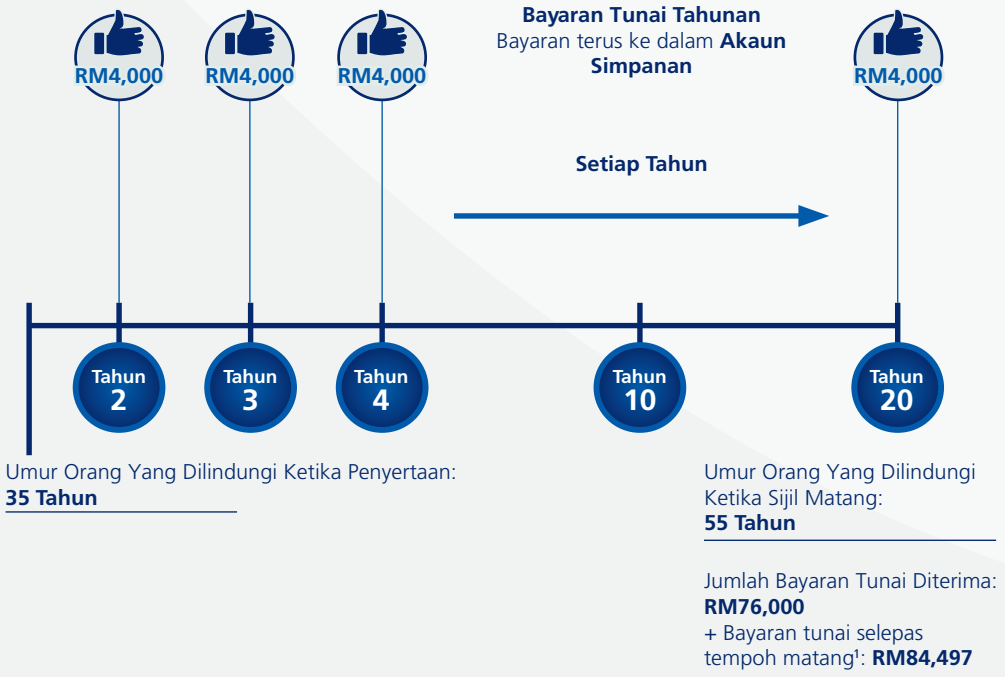 Bayaran Tunai Tahunan
Bayaran terus ke dalam Akaun
Simpanan
RM4,000
RM4,000
RM4,000
RM4,000
Setiap Tahun
Tahun
2
Tahun
3
Tahun
4
Tahun
10
Tahun
20
Umur Orang Yang Dilindungi Ketika Penyertaan:
35 Tahun
Umur Orang Yang Dilindungi
Ketika Sijil Matang:
55 Tahun
Jumlah Bayaran Tunai Diterima:
RM76,000
+ Bayaran tunai selepas
tempoh matang¹: RM84,497